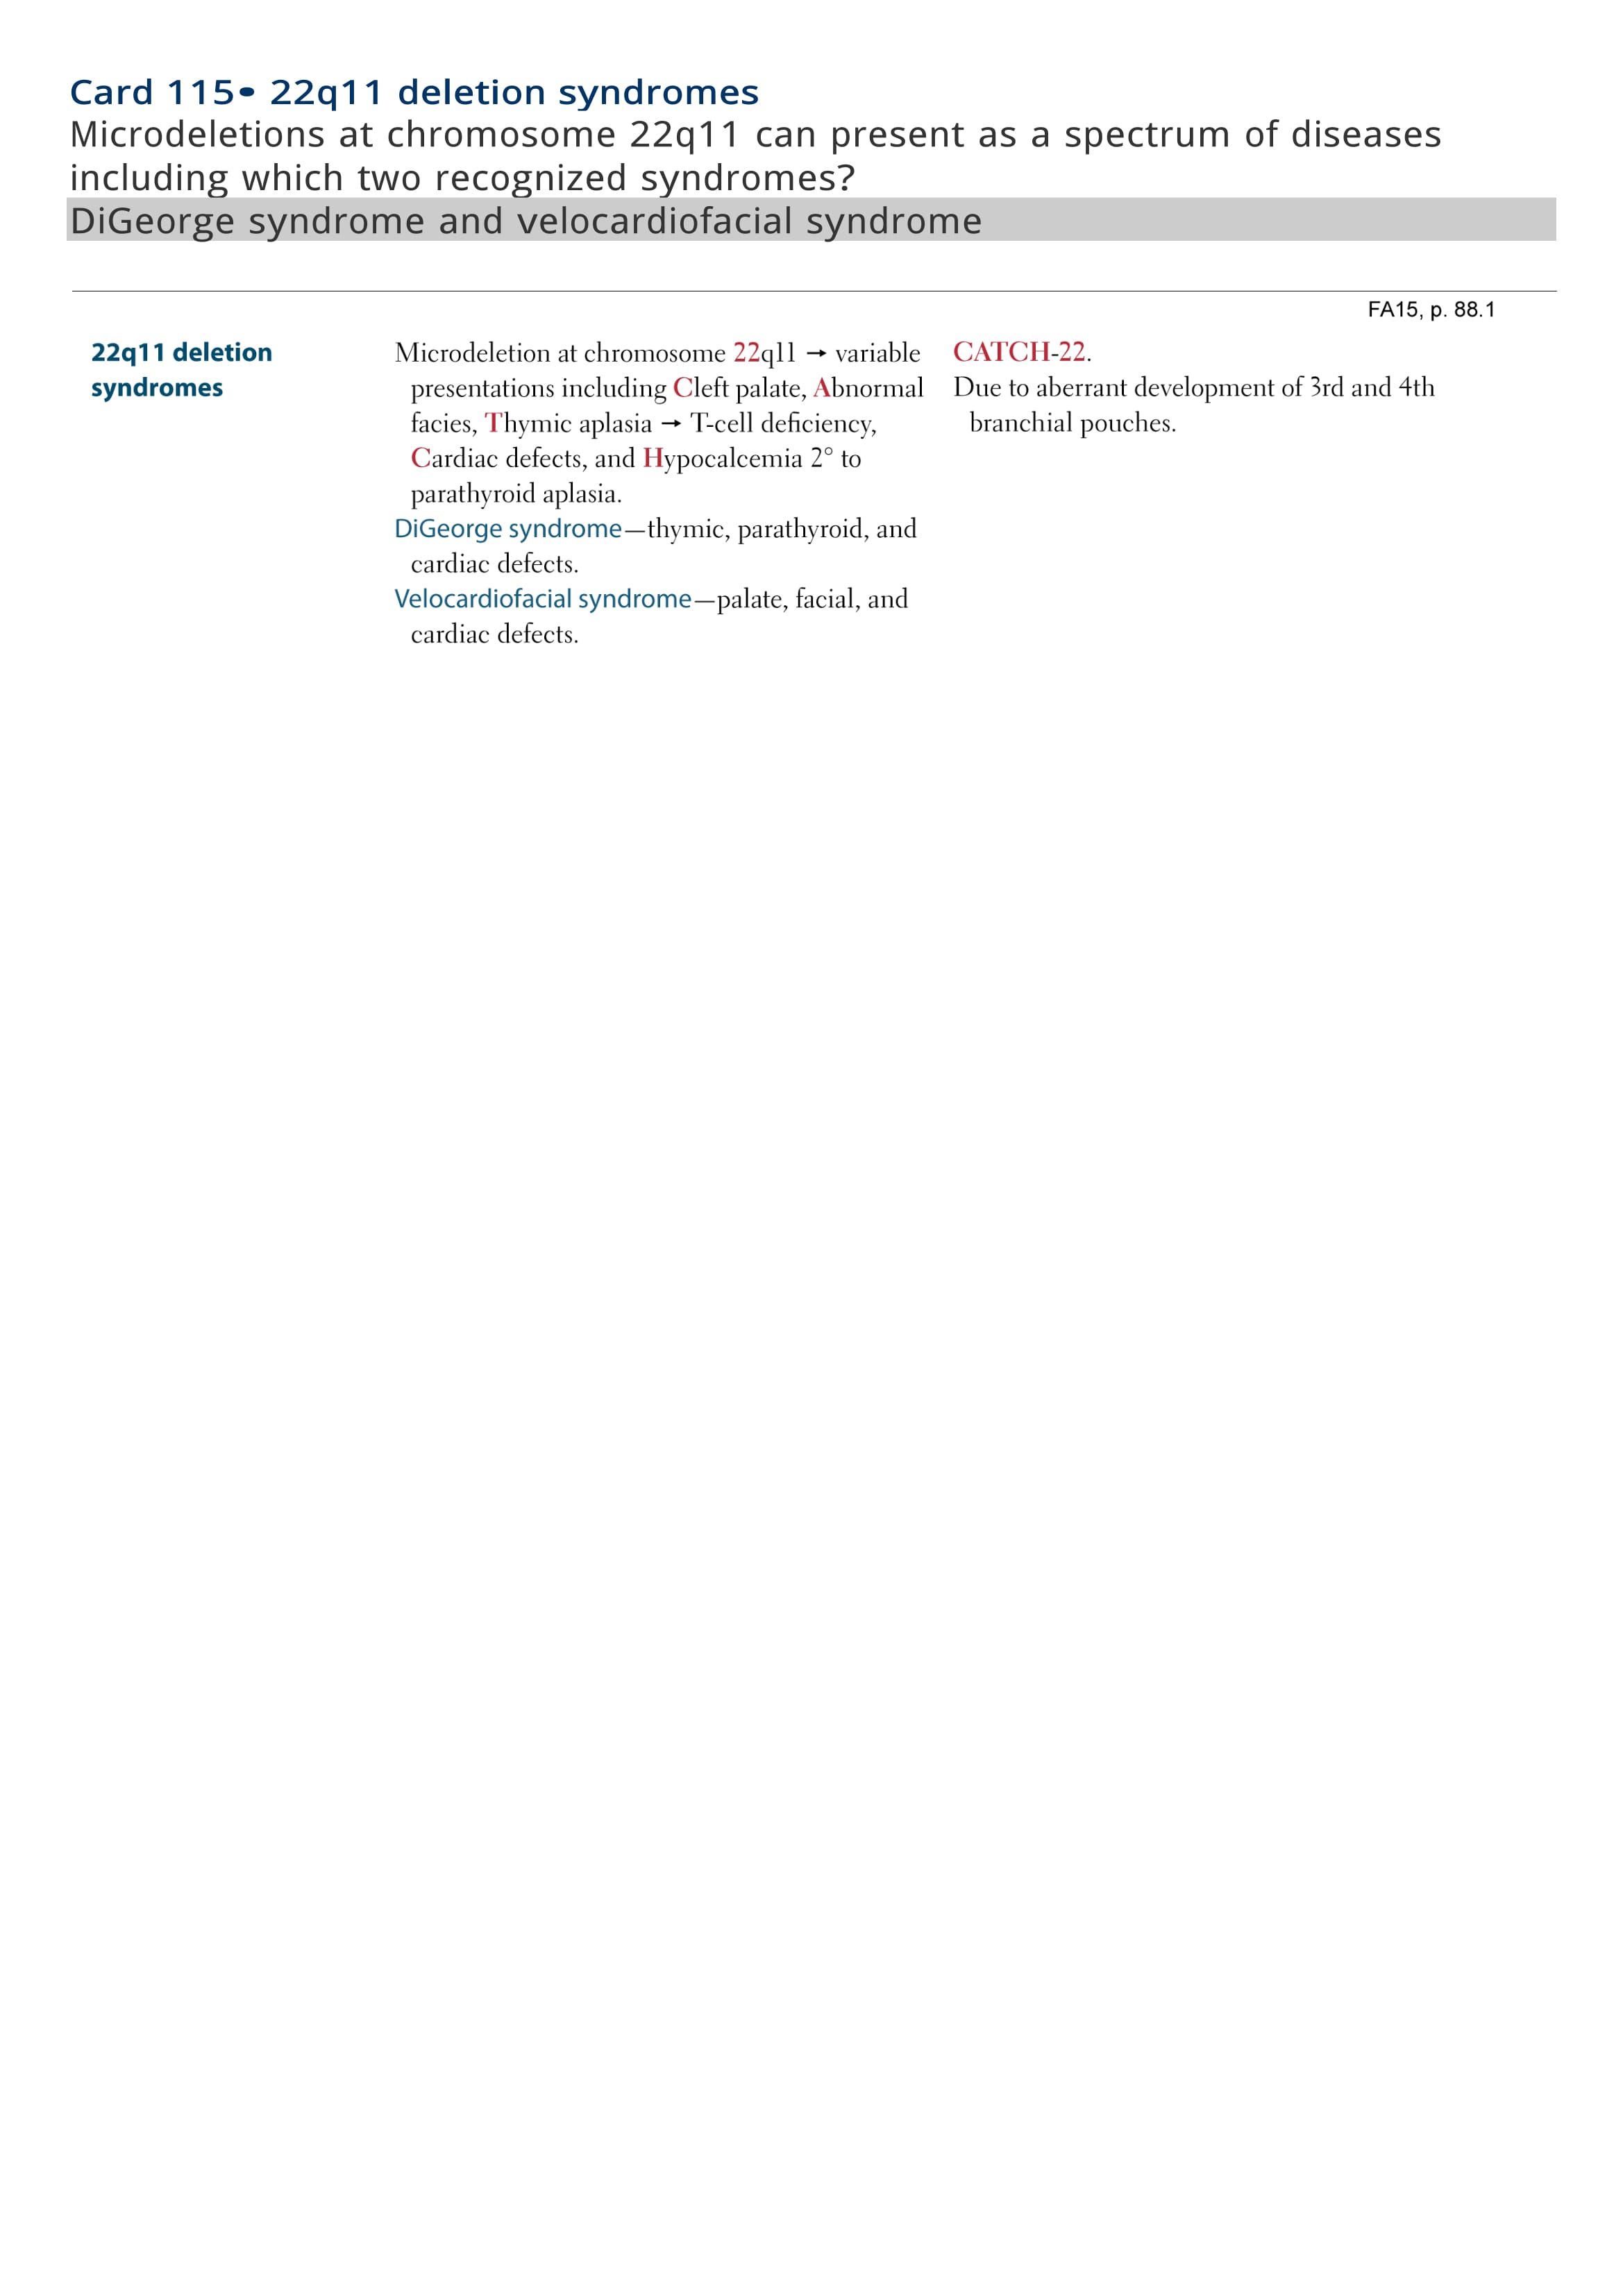 Card 115• 22q11 deletion syndromes
Microdeletions at chromosome 22q11 can present as a spectrum of diseases
including which two recognized syndromes?
DiGeorge syndrome and velocardiofacial syndrome
FA15, p. 88.1
22q11 deletion
syndromes
Microdeletion at chromosome 22q11 → variable
presentations including Cleft palate, Abnormal
facies, Thymic aplasia → T-cell deficiency,
Cardiac defects, and Hypocalcemia 2° to
parathyroid aplasia.
DiGeorge syndrome—thymic, parathyroid, and
cardiac defects.
Velocardiofacial syndrome—palate, facial, and
cardiac defects.
CATCH-22.
Due to aberrant development of 3rd and 4th
branchial pouches.